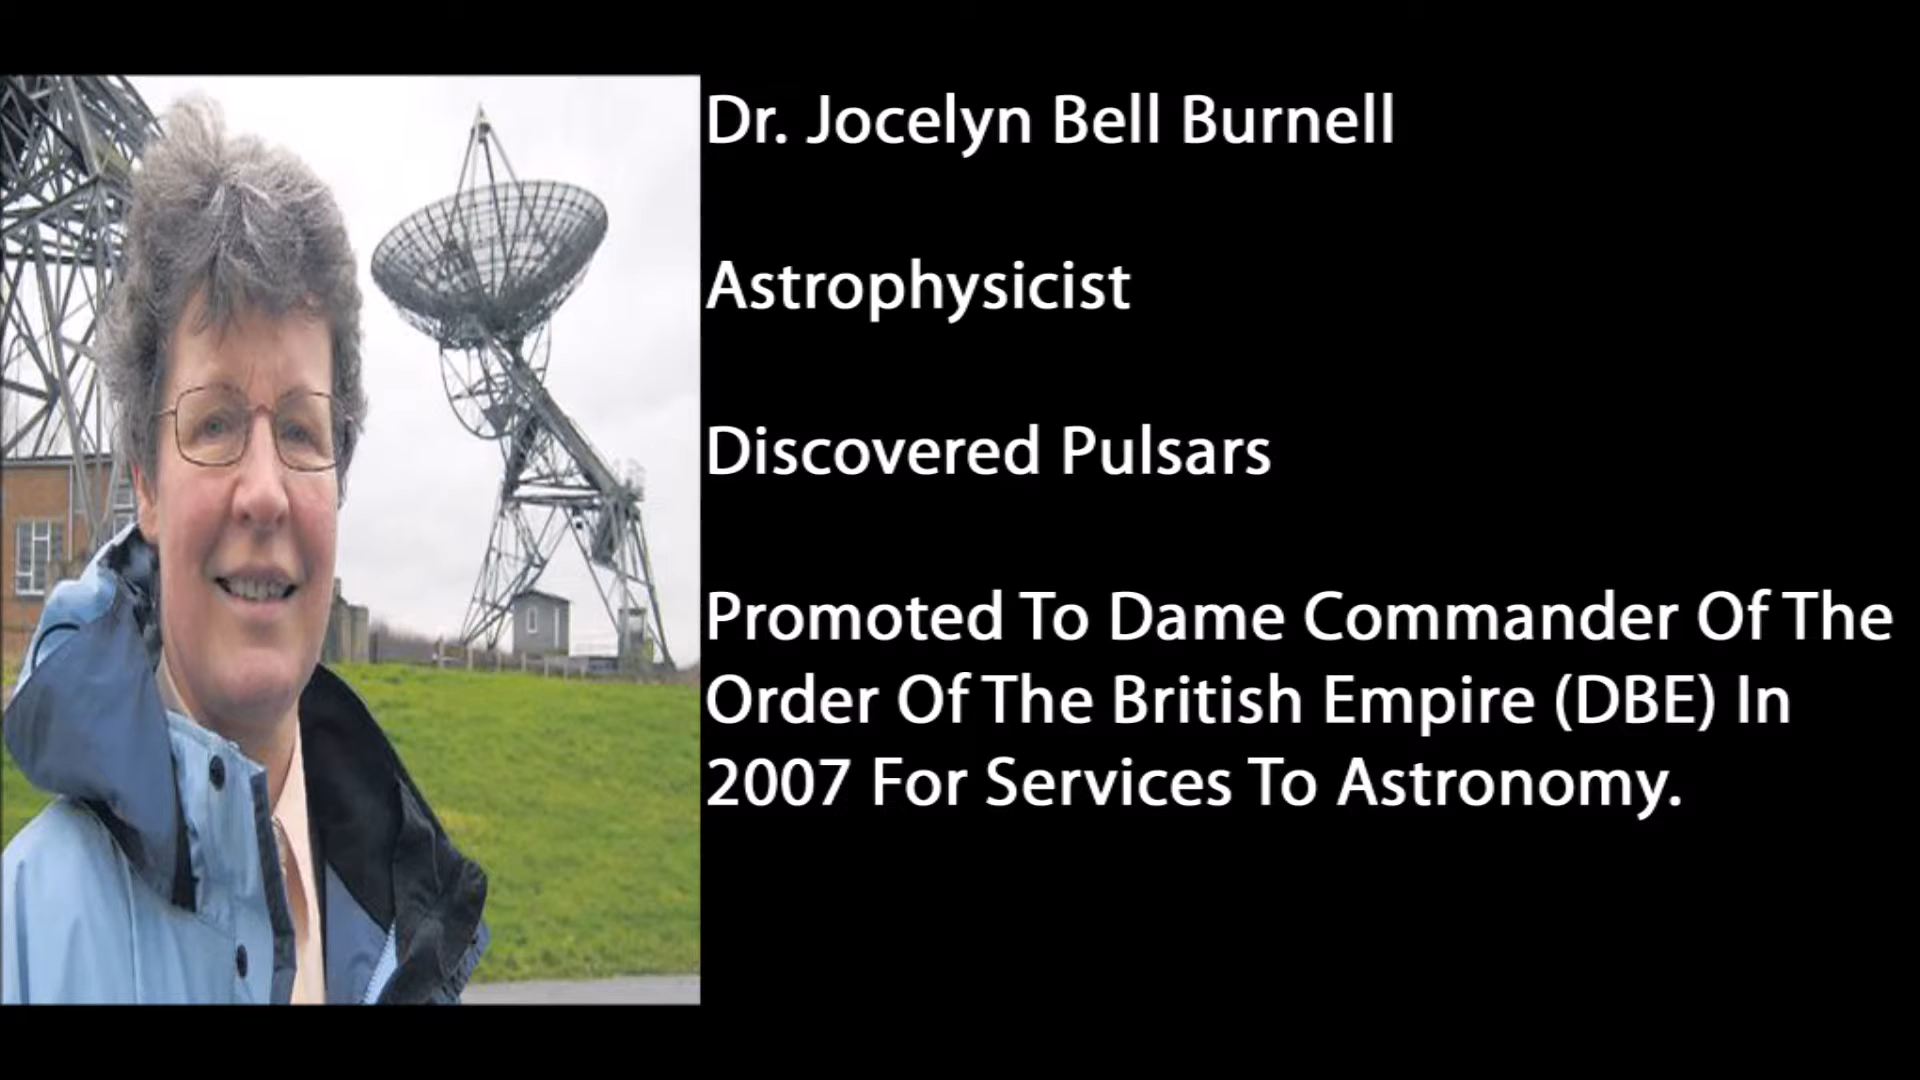 Dr. Jocelyn Bell Burnell
Astrophysicist
Discovered Pulsars
Promoted To Dame Commander Of The
Order Of The British Empire (DBE) In
2007 For Services To Astronomy.